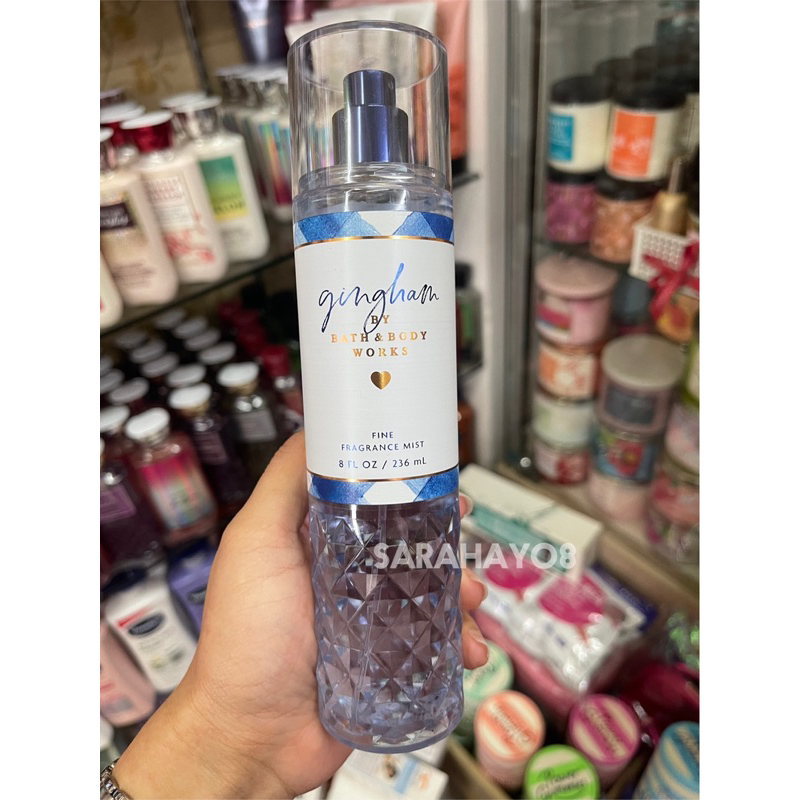 gingham
BY
BATH & BODY
WORKS
FINE
FRAGRANCE MIST
8 FL OZ / 236 mL
SARAHAYO8